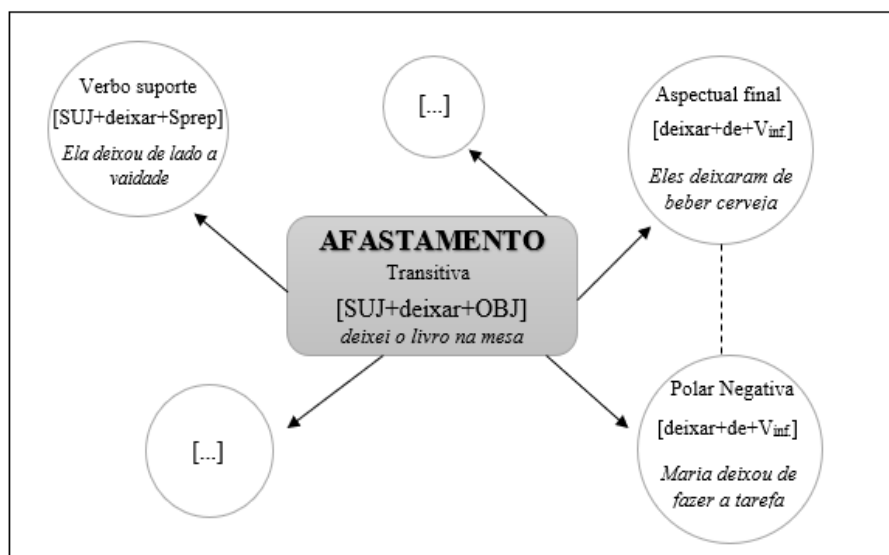 Verbo suporte
[SUJ+deixar+Sprep]
Ela deixou de lado a
vaidade
[...]
Aspectual final
[deixar+de+Vinf.]
Eles deixaram de
beber cerveja
AFASTAMENTO
Transitiva
[SUJ+deixar+OBJ]
deixei o livro na mesa
[...]
Polar Negativa
[deixar+de+Vinf.]
Maria deixou de
fazer a tarefa